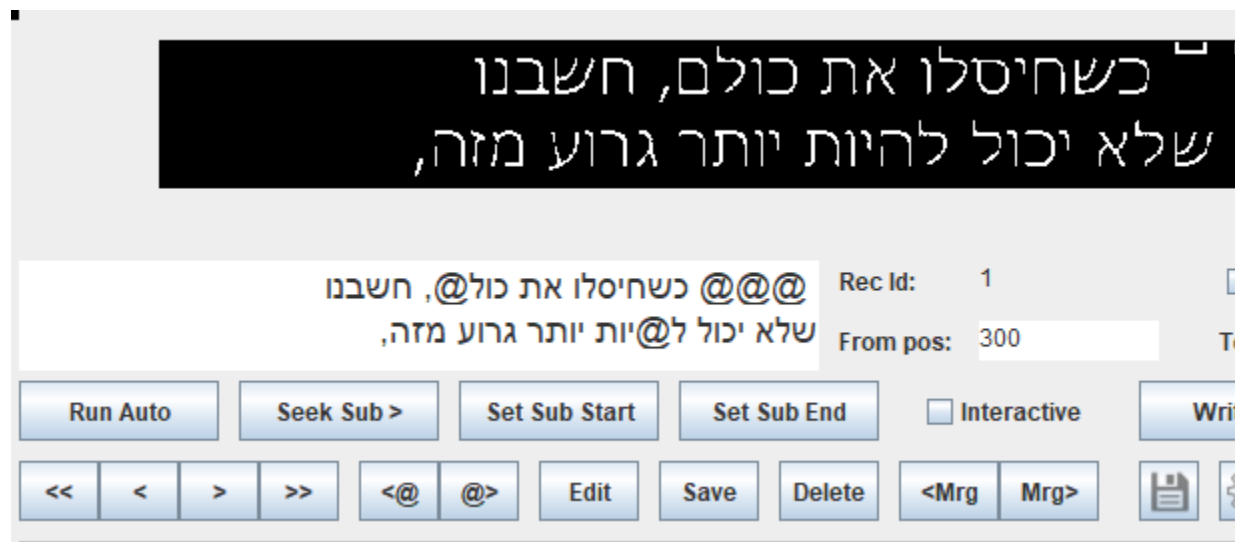 כשחיסלו את כולם, חשבנו
שלא יכול להיות יותר גרוע מזה,
@@@ כשחיסלו את כול@, חשבנו
שלא יכול ל@יות יותר גרוע מזה,
Rec Id: 1
From pos: 300
Run Auto Seek Sub > Set Sub Start Set Sub End Interactive
<< < > >> <@ @> Edit Save Delete <Mrg Mrg>